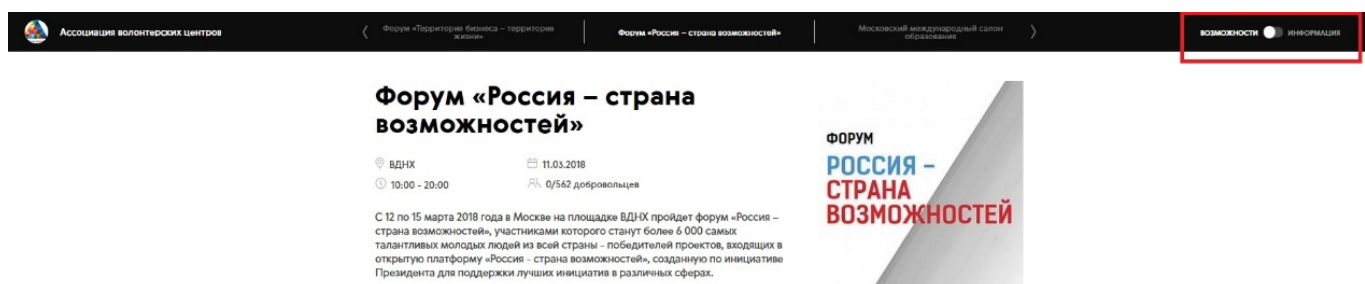 Ассоциация волонтерских центров
Форум «Территория бизнеса – территория
жизни»
Форум «Россия – страна возможностей»
Московский международный салон
образования
ВОЗМОЖНОСТИ ИНФОРМАЦИЯ
Форум «Россия – страна
возможностей»
ВДНХ 11.03.2018
10:00 - 20:00 0/562 добровольцев
С 12 по 15 марта 2018 года в Москве на площадке ВДНХ пройдет форум «Россия –
страна возможностей», участниками которого станут более 6 000 самых
талантливых молодых людей из всей страны – победителей проектов, входящих в
открытую платформу «Россия - страна возможностей», созданную по инициативе
Президента для поддержки лучших инициатив в различных сферах.
ФОРУМ
РОССИЯ –
СТРАНА
ВОЗМОЖНОСТЕЙ